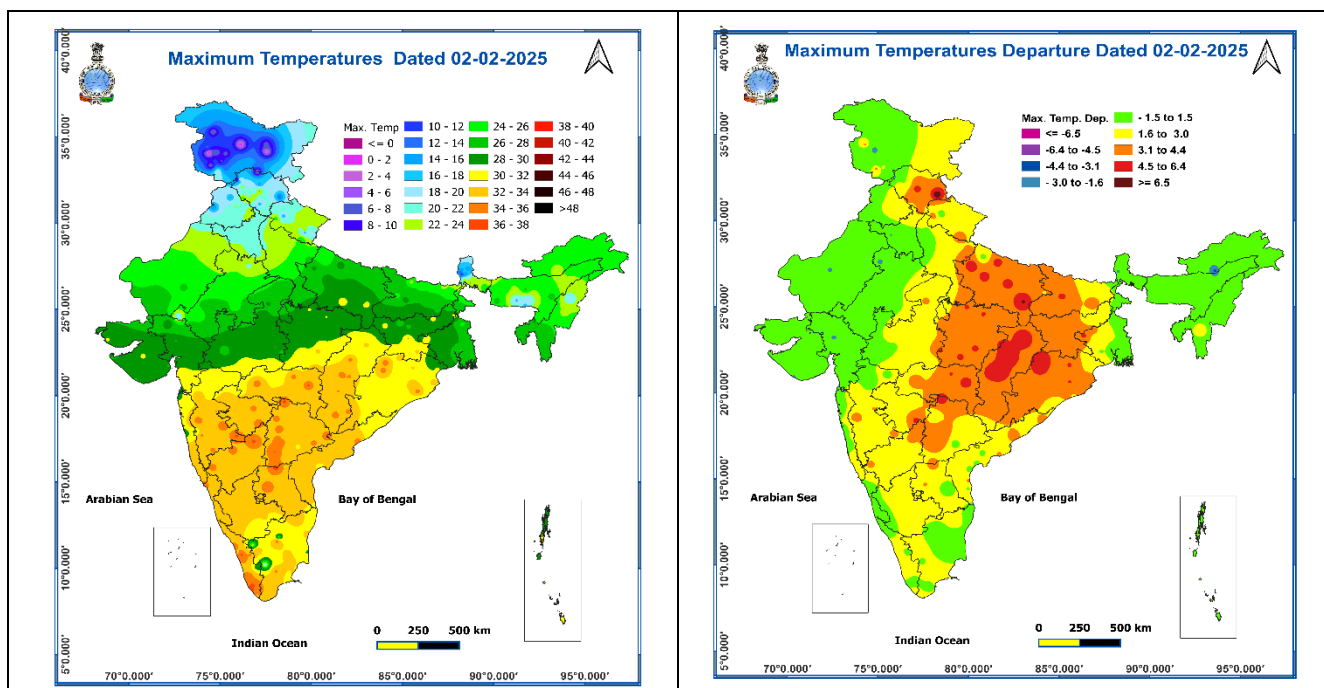 Maximum Temperatures Dated 02-02-2025
Max. Temp
<= 0
0 - 2
2 - 4
4 - 6
6 - 8
8 - 10
10 - 12
12 - 14
14 - 16
16 - 18
18 - 20
20 - 22
22 - 24
24 - 26
26 - 28
28 - 30
30 - 32
32 - 34
34 - 36
36 - 38
38 - 40
40 - 42
42 - 44
44 - 46
46 - 48
>48
40°0.000'
35°0.000'
30°0.000'
25°0.000'
20°0.000'
15°0.000'
10°0.000'
5°0.000'
Arabian Sea
Bay of Bengal
Indian Ocean
0 250 500 km
70°0.000' 75°0.000' 80°0.000' 85°0.000' 90°0.000' 95°0.000'
Maximum Temperatures Departure Dated 02-02-2025
Max. Temp. Dep.
<= -6.5
-6.4 to -4.5
-4.4 to -3.1
- 3.0 to -1.6
- 1.5 to 1.5
1.6 to 3.0
3.1 to 4.4
4.5 to 6.4
>= 6.5
40°0.000'
35°0.000'
30°0.000'
25°0.000'
20°0.000'
15°0.000'
10°0.000'
5°0.000'
Arabian Sea
Bay of Bengal
Indian Ocean
0 250 500 km
70°0.000' 75°0.000' 80°0.000' 85°0.000' 90°0.000' 95°0.000'